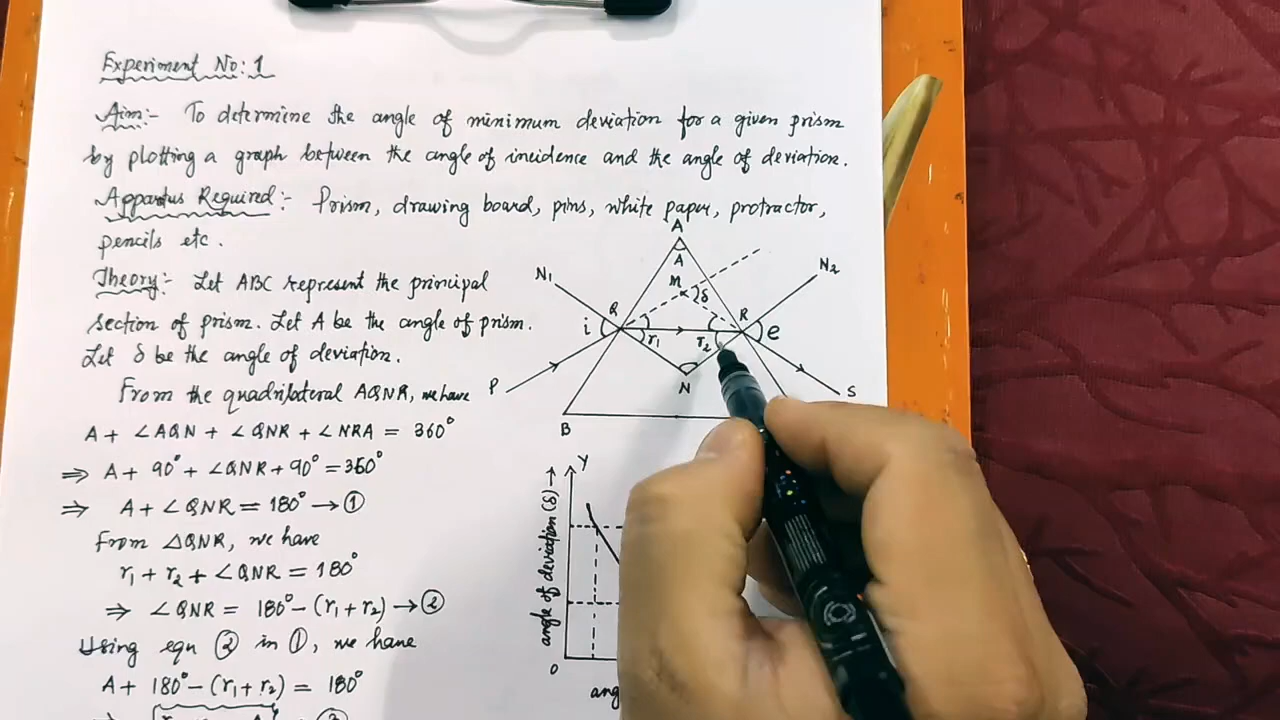 Experiment No: 1
Aim:- To determine the angle of minimum deviation for a given prism
by plotting a graph between the angle of incidence and the angle of deviation.
Apparatus Required:- Prism, drawing board, pins, white paper, protractor,
pencils etc.
Theory:- Let ABC represent the principal
section of prism. Let A be the angle of prism.
Let δ be the angle of deviation.
From the quadrilateral AQNR, we have
A + ∠AQN + ∠QNR + ∠NRA = 360°
⇒ A + 90° + ∠QNR + 90° = 360°
⇒ A + ∠QNR = 180° → ①
From △QNR, we have
r₁ + r₂ + ∠QNR = 180°
⇒ ∠QNR = 180° – (r₁ + r₂) → ②
Using eqn ② in ①, we have
A + 180° – (r₁ + r₂) = 180°
A
A
M
δ
N₁
N₂
Q
R
i
r₁
r₂
e
N
P
S
B
Y
angle of deviation (δ) →
O
ang